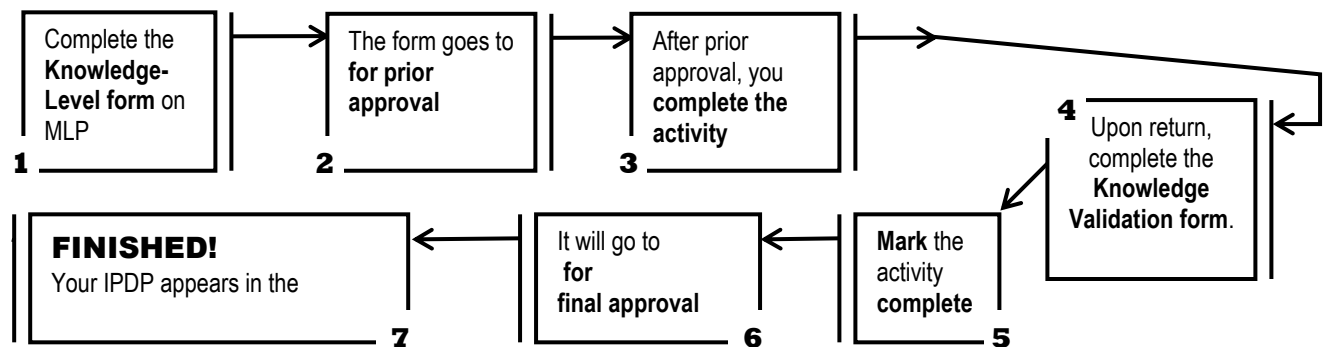 Complete the
Knowledge-
Level form on
MLP
1
The form goes to
for prior
approval
2
After prior
approval, you
complete the
activity
3
4
Upon return,
complete the
Knowledge
Validation form.
Mark the
activity
complete
5
It will go to
for
final approval
6
FINISHED!
Your IPDP appears in the
7